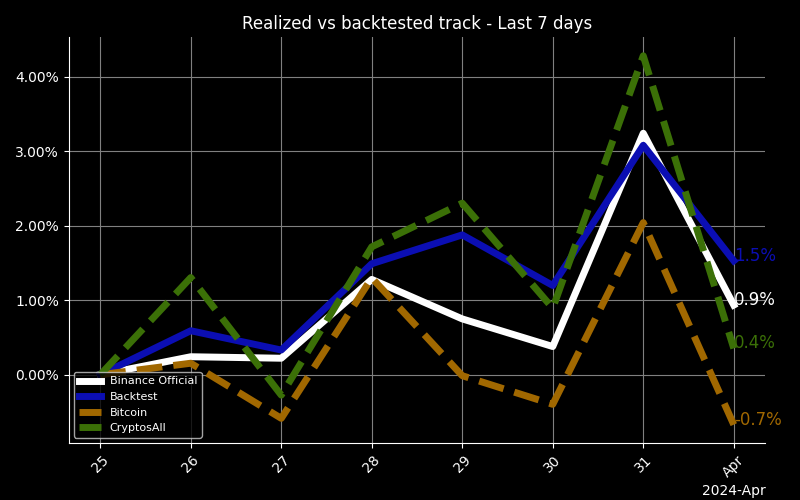 Realized vs backtested track - Last 7 days
4.00%
3.00%
2.00%
1.00%
0.00%
1.5%
0.9%
0.4%
-0.7%
Binance Official
Backtest
Bitcoin
CryptosAll
25
26
27
28
29
30
31
Apr
2024-Apr